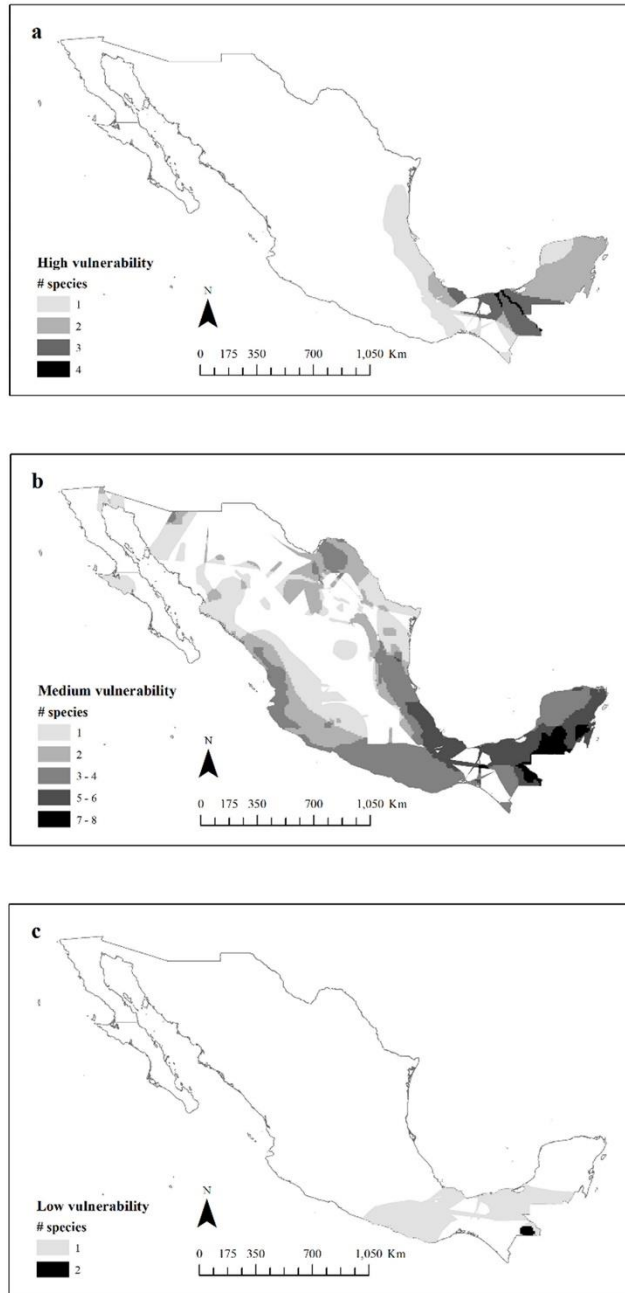 a
High vulnerability
# species
1
2
3
4
N
0 175 350 700 1,050 Km
b
Medium vulnerability
# species
1
2
3 - 4
5 - 6
7 - 8
N
0 175 350 700 1,050 Km
c
Low vulnerability
# species
1
2
N
0 175 350 700 1,050 Km